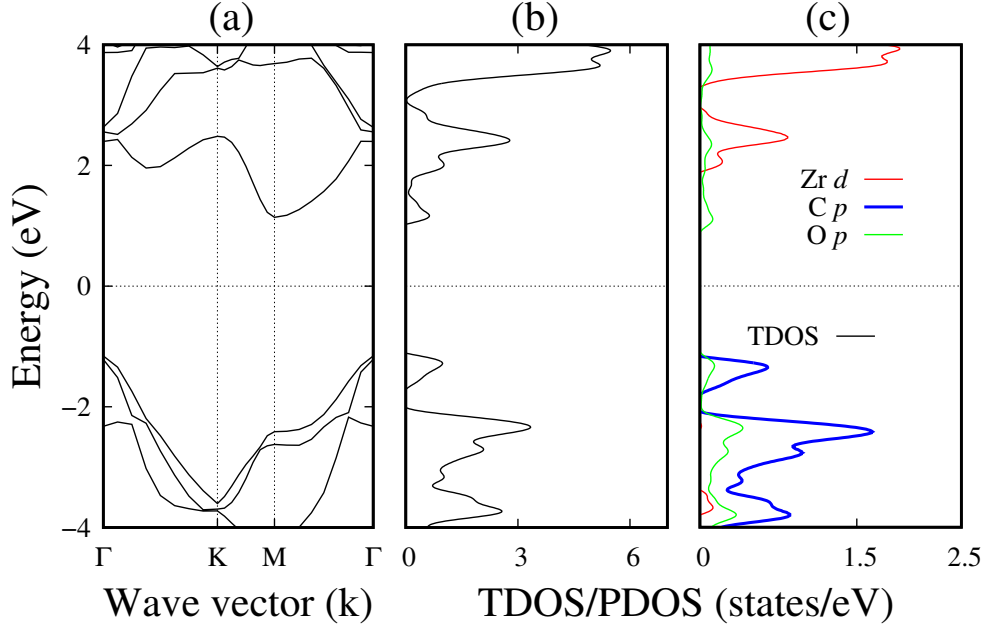 (a) (b) (c)
4
2
0
−2
−4
Energy (eV)
Γ K M Γ
0 3 6
0 1.5 2.5
Zr d
C p
O p
TDOS
Wave vector (k)
TDOS/PDOS (states/eV)